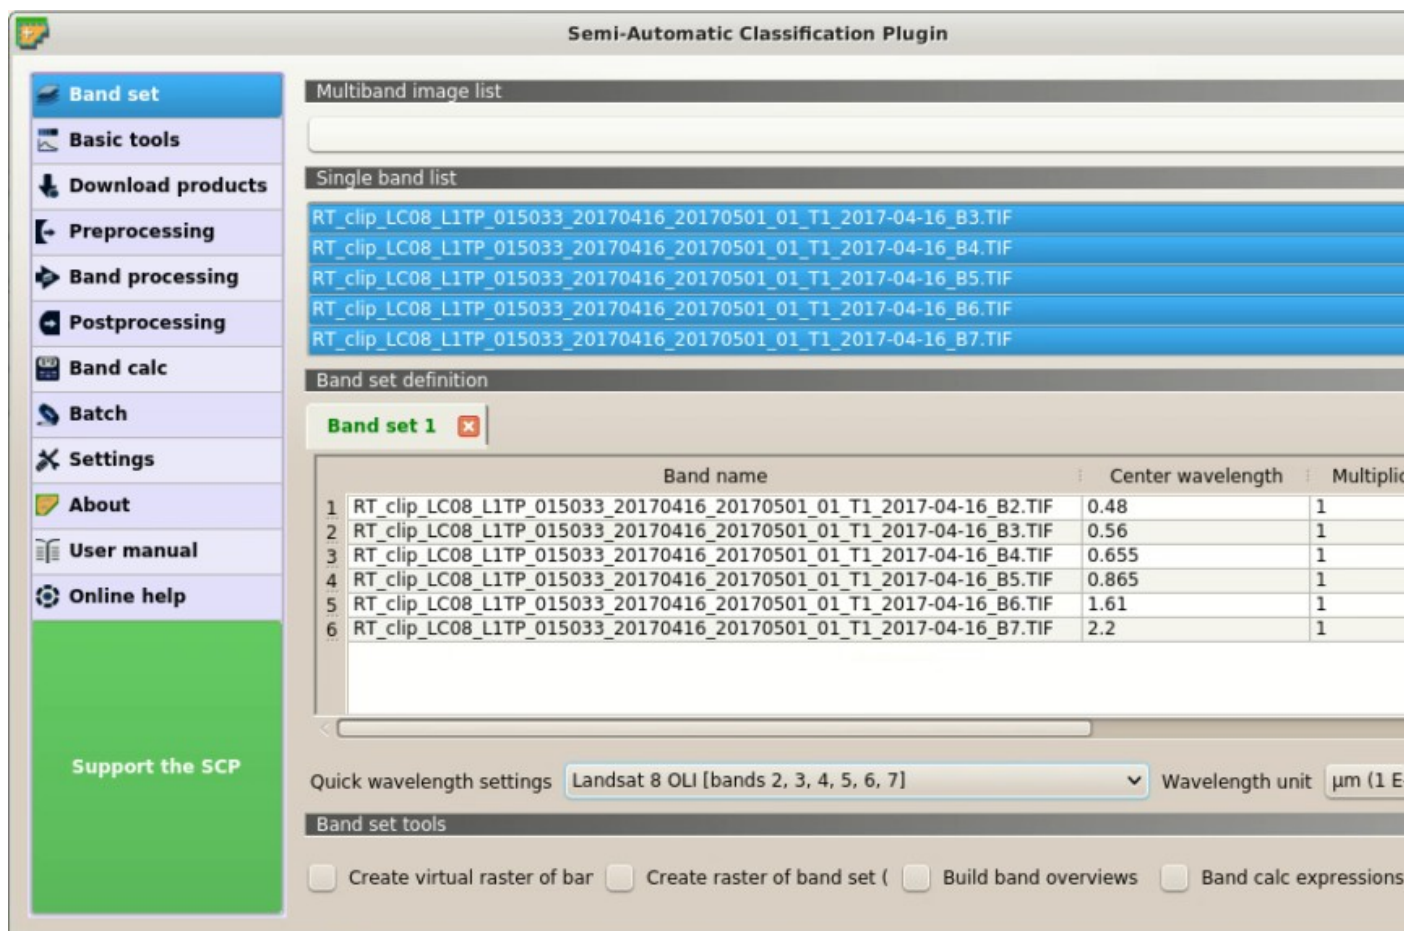 Semi-Automatic Classification Plugin
Band set
Basic tools
Download products
Preprocessing
Band processing
Postprocessing
Band calc
Batch
Settings
About
User manual
Online help
Support the SCP
Multiband image list
Single band list
RT_clip_LC08_L1TP_015033_20170416_20170501_01_T1_2017-04-16_B3.TIF
RT_clip_LC08_L1TP_015033_20170416_20170501_01_T1_2017-04-16_B4.TIF
RT_clip_LC08_L1TP_015033_20170416_20170501_01_T1_2017-04-16_B5.TIF
RT_clip_LC08_L1TP_015033_20170416_20170501_01_T1_2017-04-16_B6.TIF
RT_clip_LC08_L1TP_015033_20170416_20170501_01_T1_2017-04-16_B7.TIF
Band set definition
Band set 1
Band name Center wavelength Multiplic
1 RT_clip_LC08_L1TP_015033_20170416_20170501_01_T1_2017-04-16_B2.TIF 0.48 1
2 RT_clip_LC08_L1TP_015033_20170416_20170501_01_T1_2017-04-16_B3.TIF 0.56 1
3 RT_clip_LC08_L1TP_015033_20170416_20170501_01_T1_2017-04-16_B4.TIF 0.655 1
4 RT_clip_LC08_L1TP_015033_20170416_20170501_01_T1_2017-04-16_B5.TIF 0.865 1
5 RT_clip_LC08_L1TP_015033_20170416_20170501_01_T1_2017-04-16_B6.TIF 1.61 1
6 RT_clip_LC08_L1TP_015033_20170416_20170501_01_T1_2017-04-16_B7.TIF 2.2 1
Quick wavelength settings Landsat 8 OLI [bands 2, 3, 4, 5, 6, 7] Wavelength unit µm (1 E
Band set tools
Create virtual raster of bar Create raster of band set ( Build band overviews Band calc expressions